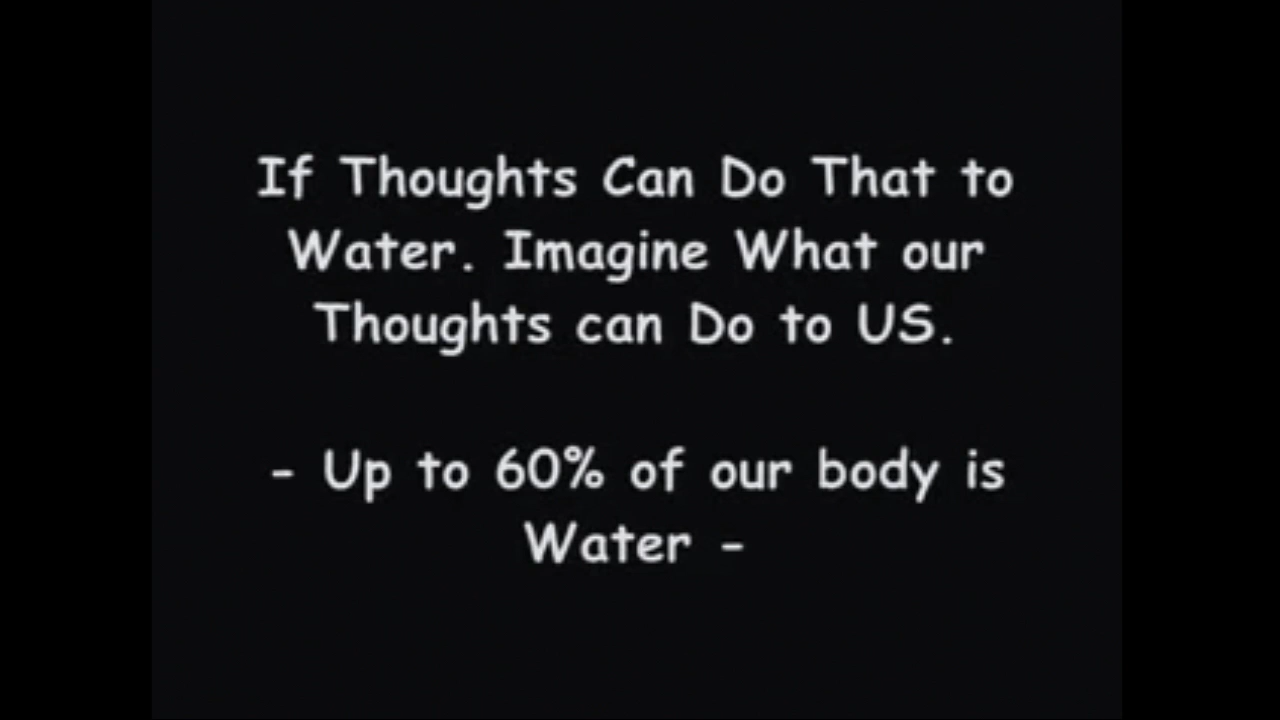 If Thoughts Can Do That to
Water. Imagine What our
Thoughts can Do to US.
- Up to 60% of our body is
Water -